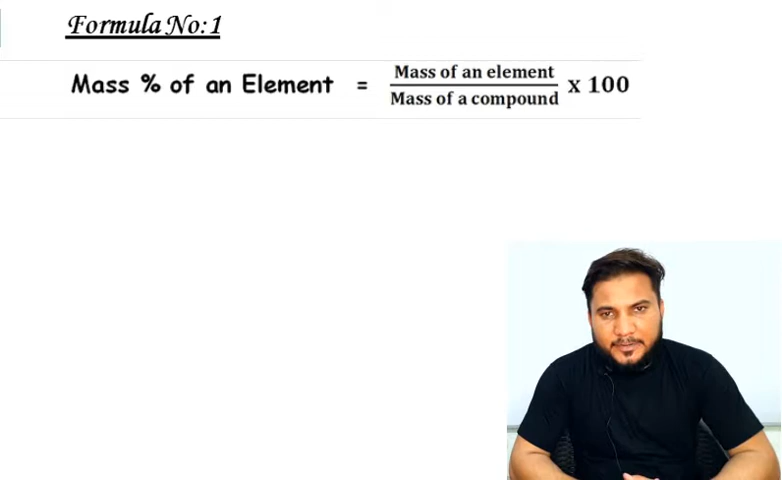 Formula No:1
Mass % of an Element = Mass of an element / Mass of a compound x 100